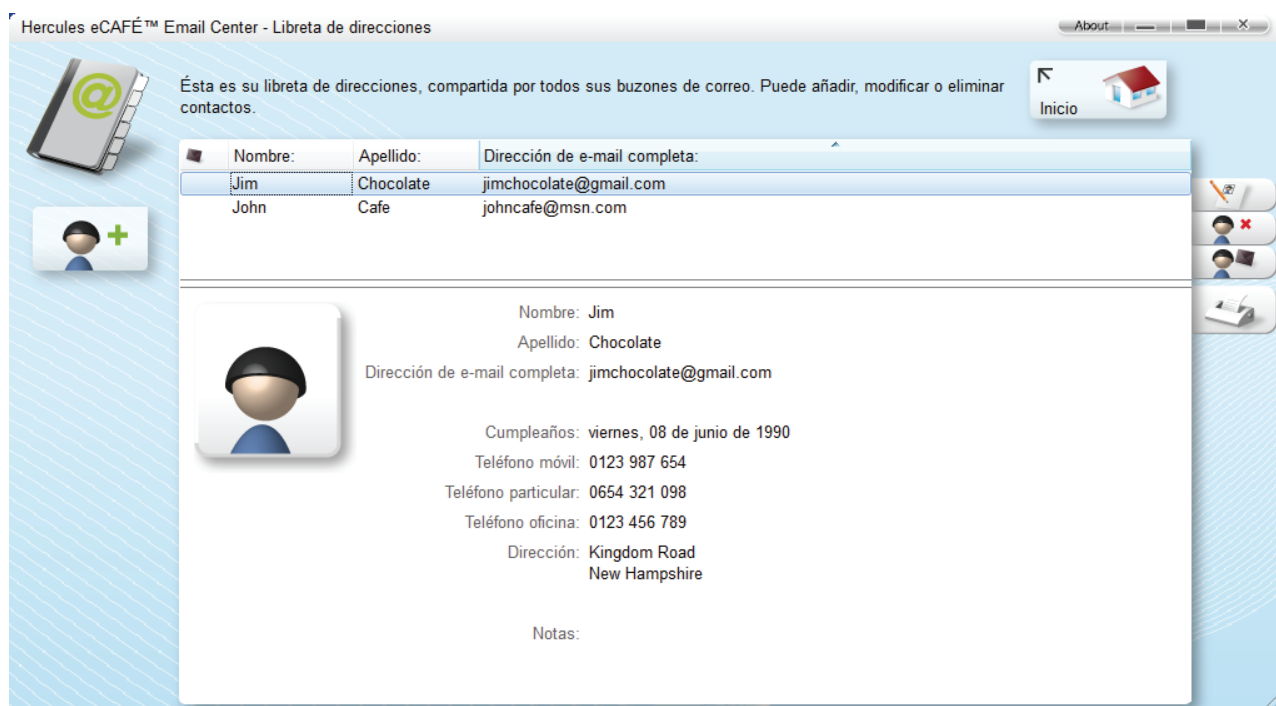 Hercules eCAFÉ™ Email Center - Libreta de direcciones
About
Ésta es su libreta de direcciones, compartida por todos sus buzones de correo. Puede añadir, modificar o eliminar
contactos.
Inicio
Nombre: Apellido: Dirección de e-mail completa:
Jim Chocolate jimchocolate@gmail.com
John Cafe johncafe@msn.com
Nombre: Jim
Apellido: Chocolate
Dirección de e-mail completa: jimchocolate@gmail.com
Cumpleaños: viernes, 08 de junio de 1990
Teléfono móvil: 0123 987 654
Teléfono particular: 0654 321 098
Teléfono oficina: 0123 456 789
Dirección: Kingdom Road
New Hampshire
Notas: